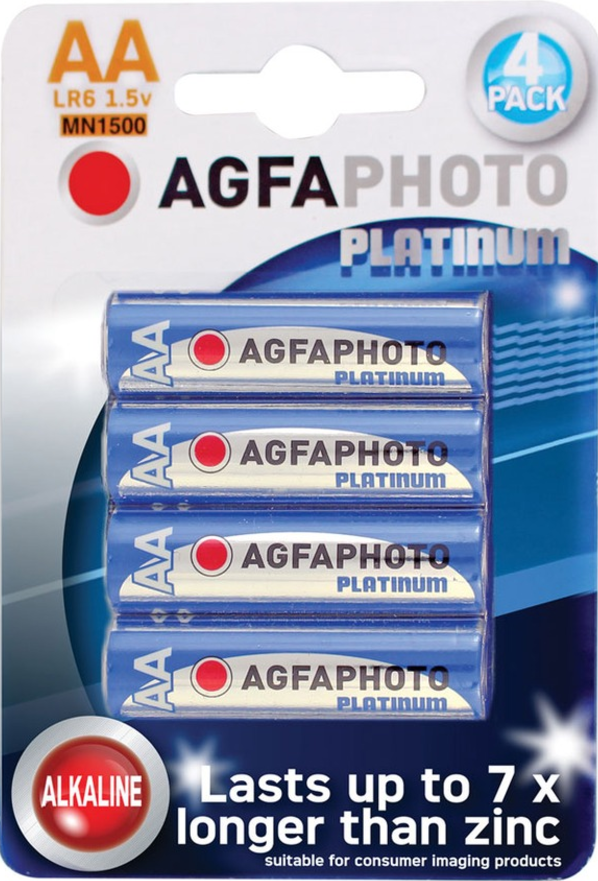 AA
LR6 1.5v
MN1500
4
PACK
AGFAPHOTO
PLATINUM
AA
AGFAPHOTO
PLATINUM
AA
AGFAPHOTO
PLATINUM
AA
AGFAPHOTO
PLATINUM
AA
AGFAPHOTO
PLATINUM
ALKALINE
Lasts up to 7 x
longer than zinc
suitable for consumer imaging products